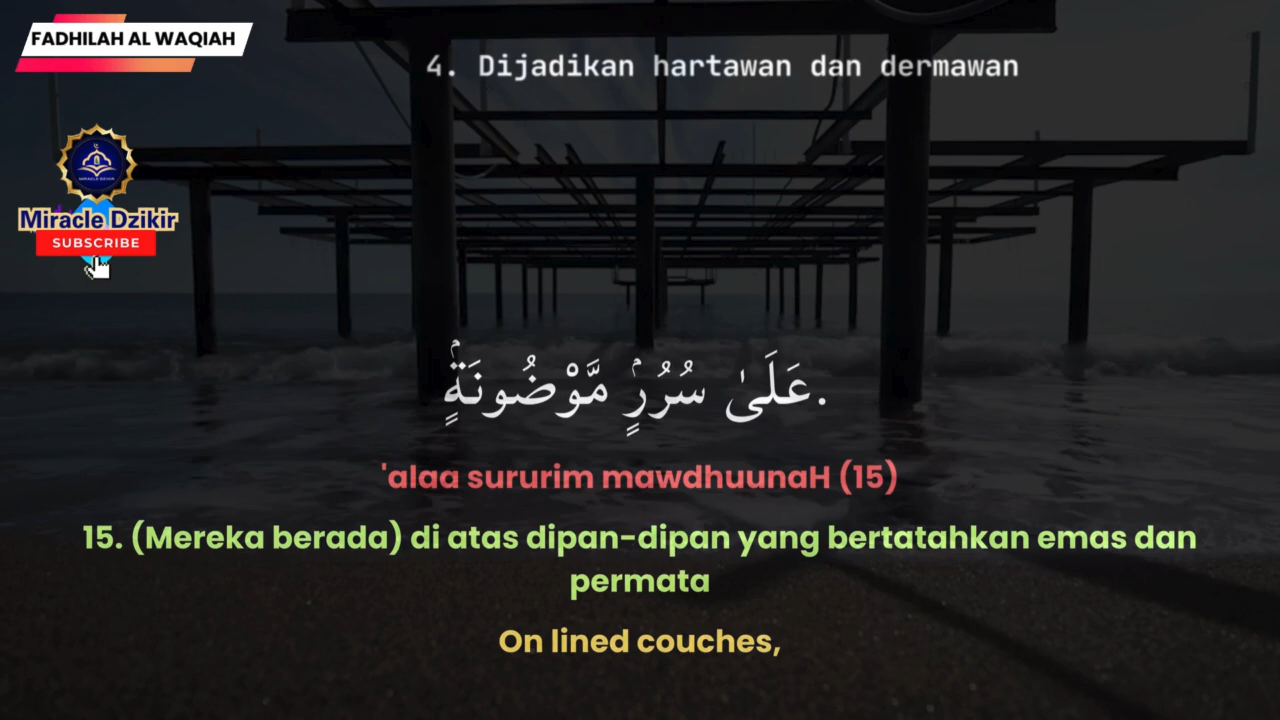 FADHILAH AL WAQIAH
4. Dijadikan hartawan dan dermawan
Miracle Dzikir
SUBSCRIBE
عَلَىٰ سُرُرٍۢ مَّوْضُونَةٍۢ.
'alaa sururim mawdhuunaH (15)
15. (Mereka berada) di atas dipan-dipan yang bertatahkan emas dan
permata
On lined couches,